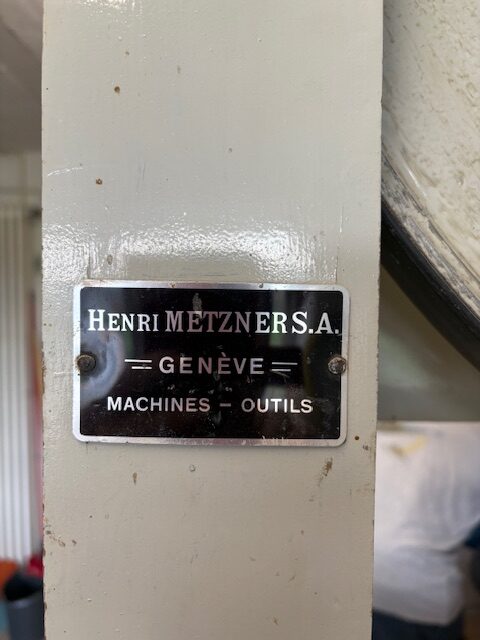 Henri METZNER S.A.
GENÈVE
MACHINES – OUTILS